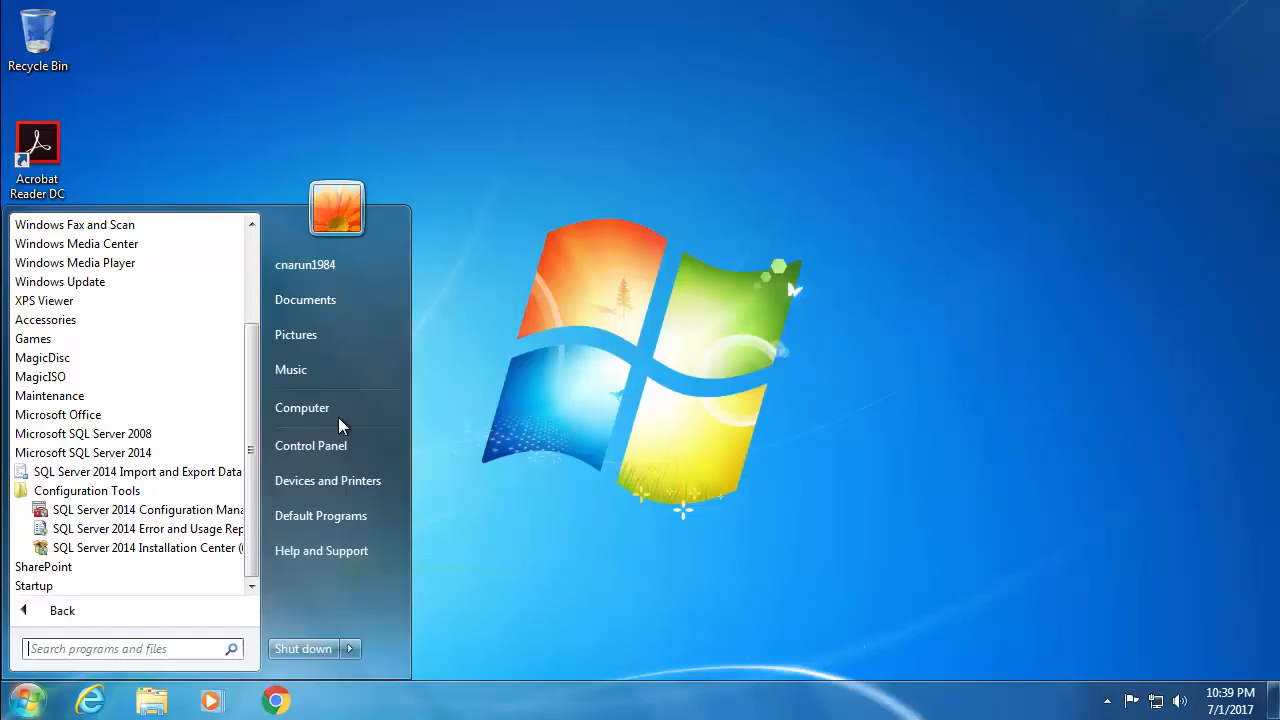 Recycle Bin
Acrobat
Reader DC
Windows Fax and Scan
Windows Media Center
Windows Media Player
Windows Update
XPS Viewer
Accessories
Games
MagicDisc
MagicISO
Maintenance
Microsoft Office
Microsoft SQL Server 2008
Microsoft SQL Server 2014
SQL Server 2014 Import and Export Data
Configuration Tools
SQL Server 2014 Configuration Mana
SQL Server 2014 Error and Usage Rep
SQL Server 2014 Installation Center (
SharePoint
Startup
Back
Search programs and files
cnarun1984
Documents
Pictures
Music
Computer
Control Panel
Devices and Printers
Default Programs
Help and Support
Shut down
10:39 PM
7/1/2017